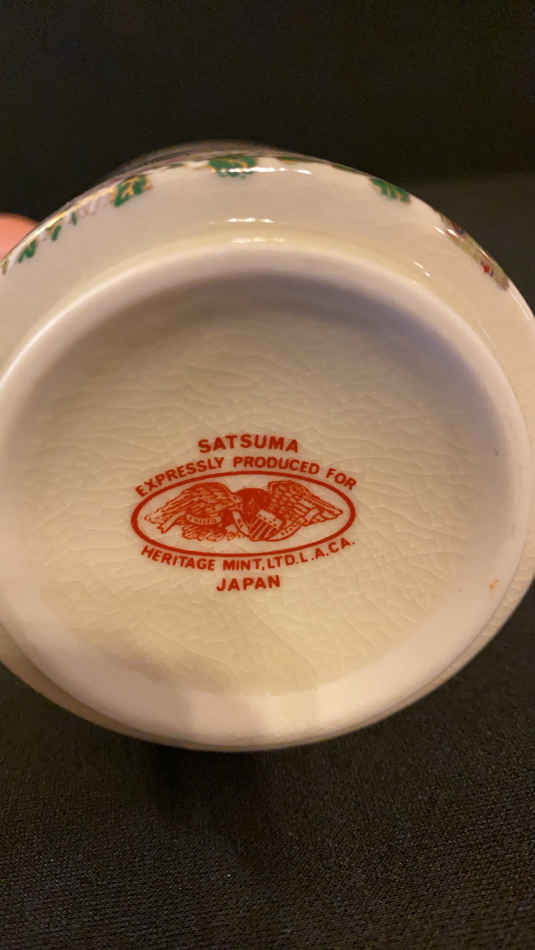 SATSUMA
EXPRESSLY PRODUCED FOR
HERITAGE MINT, LTD. L.A. CA.
JAPAN